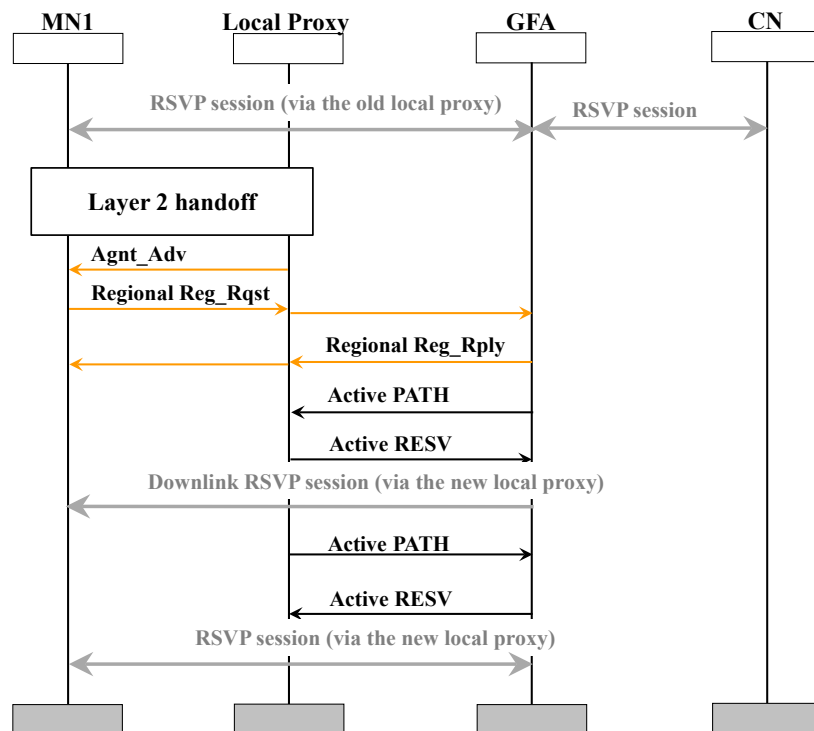 MN1 Local Proxy GFA CN
RSVP session (via the old local proxy) RSVP session
Layer 2 handoff
Agnt_Adv
Regional Reg_Rqst
Regional Reg_Rply
Active PATH
Active RESV
Downlink RSVP session (via the new local proxy)
Active PATH
Active RESV
RSVP session (via the new local proxy)